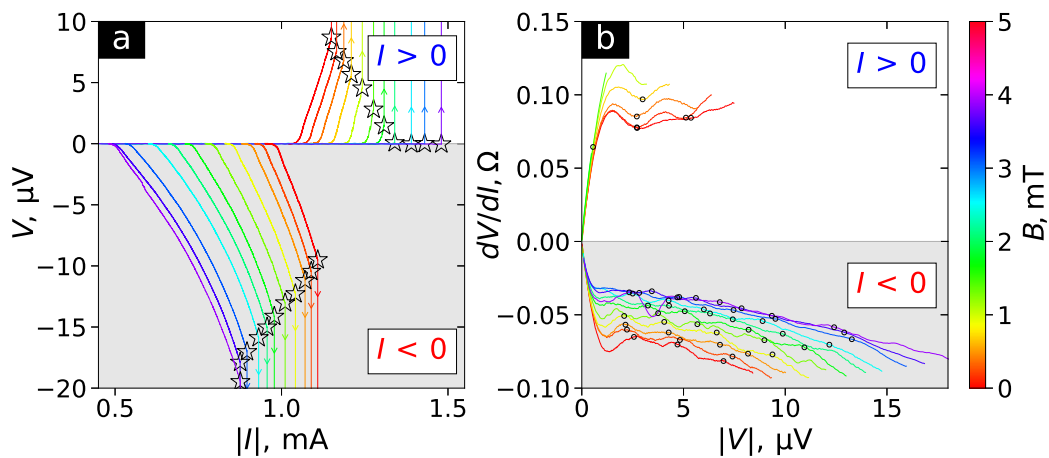 a
I > 0
I < 0
10
5
0
−5
−10
−15
−20
V, μV
0.5
1.0
1.5
|I|, mA
b
I > 0
I < 0
0.15
0.10
0.05
0.00
−0.05
−0.10
dV/dI, Ω
0
5
10
15
|V|, μV
5
4
3
2
1
0
B, mT